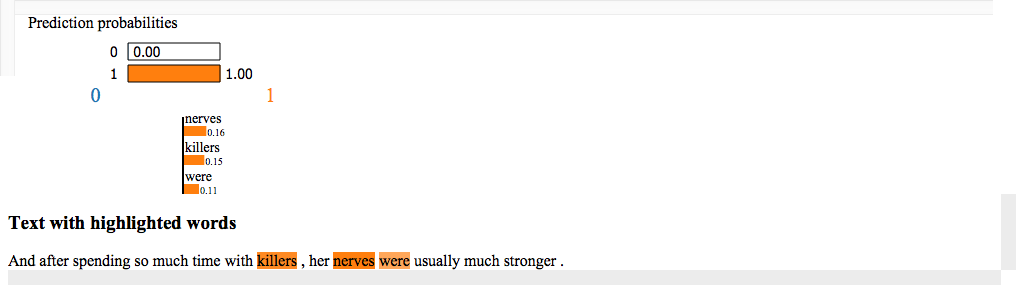 Prediction probabilities
0 0.00
1 1.00
0 1
nerves
0.16
killers
0.15
were
0.11
Text with highlighted words
And after spending so much time with killers , her nerves were usually much stronger .